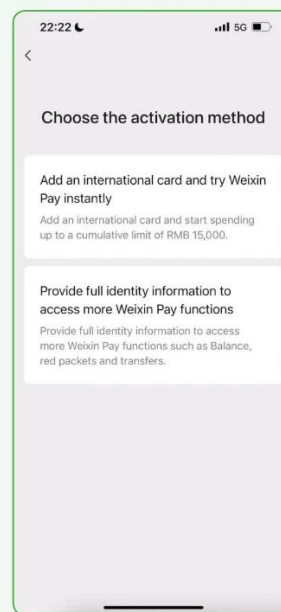 22:22
5G
Choose the activation method
Add an international card and try Weixin
Pay instantly
Add an international card and start spending
up to a cumulative limit of RMB 15,000.
Provide full identity information to
access more Weixin Pay functions
Provide full identity information to access
more Weixin Pay functions such as Balance,
red packets and transfers.